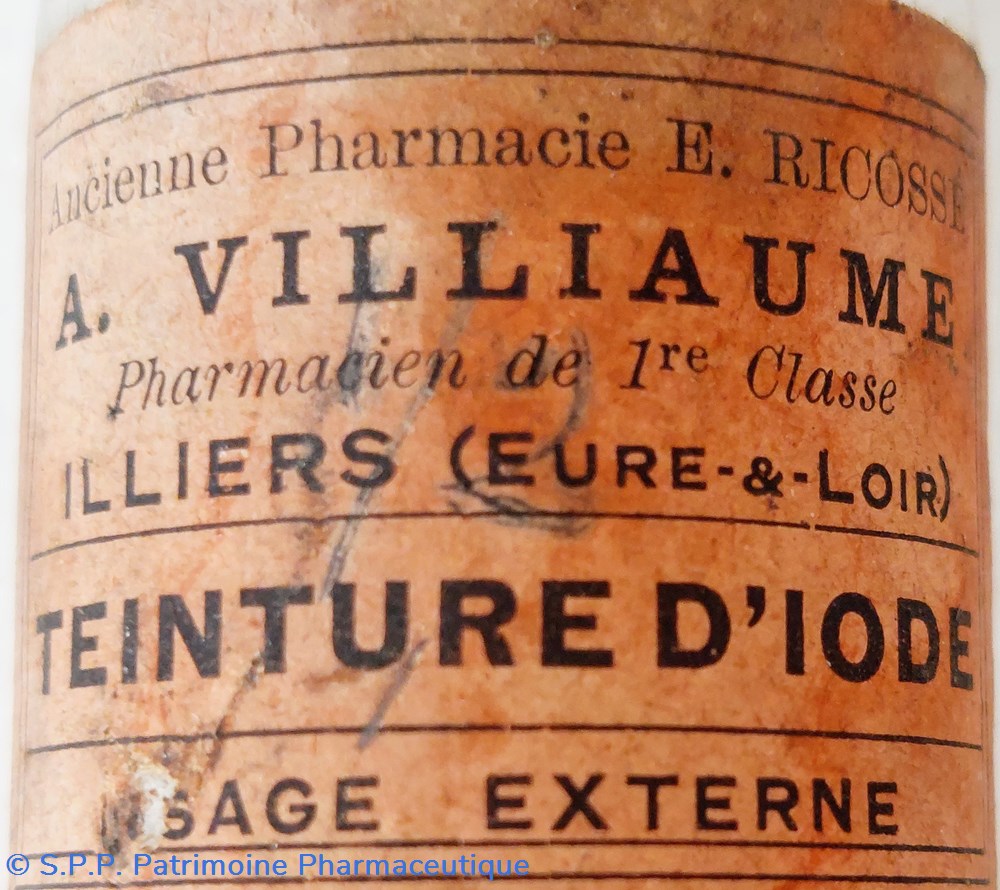 Ancienne Pharmacie E. RICOSSÉ
A. VILLIAUME
Pharmacien de 1re Classe
ILLIERS (EURE-&-LOIR)
TEINTURE D'IODE
USAGE EXTERNE
© S.P.P. Patrimoine Pharmaceutique